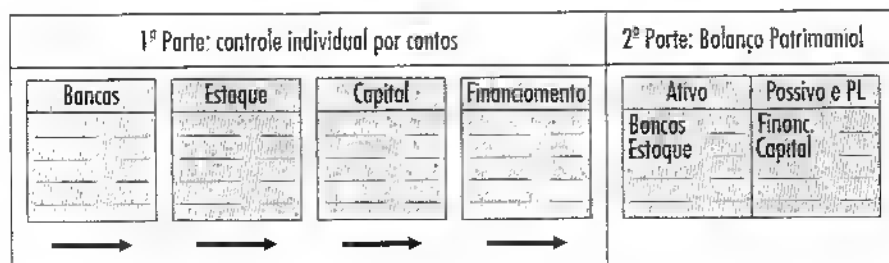 1ª Parte: controle individual por contas
2ª Parte: Balanço Patrimonial
Bancos
Estoque
Capital
Financiamento
Ativo
Passivo e PL
Bancos
Financ.
Estoque
Capital